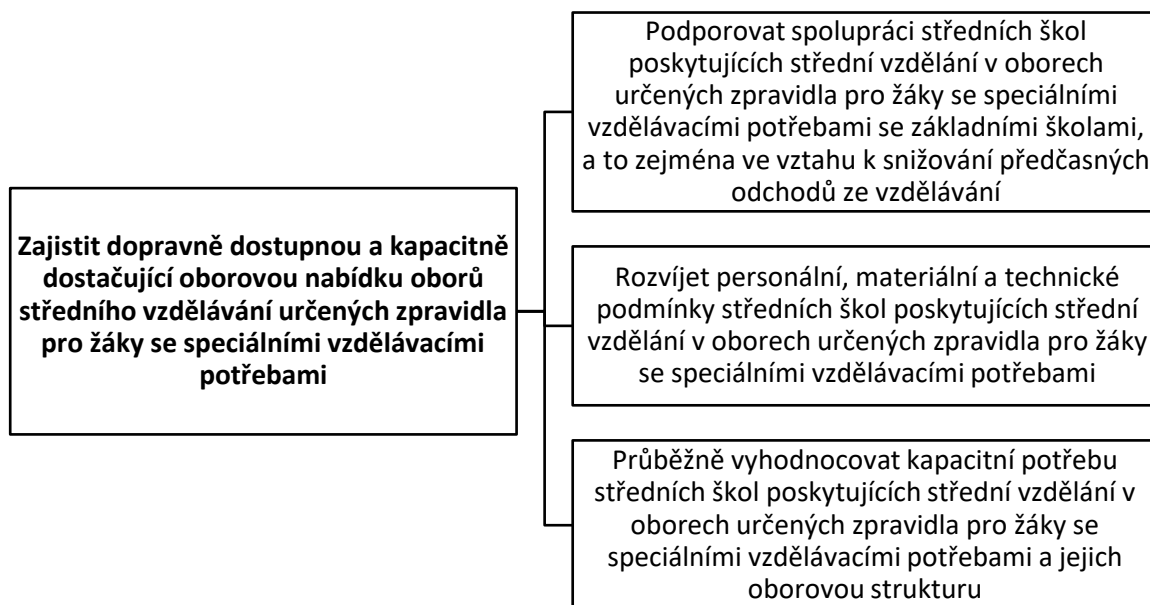 Zajistit dopravně dostupnou a kapacitně
dostačující oborovou nabídku oborů
středního vzdělávání určených zpravidla
pro žáky se speciálními vzdělávacími
potřebami
Podporovat spolupráci středních škol
poskytujících střední vzdělání v oborech
určených zpravidla pro žáky se speciálními
vzdělávacími potřebami se základními školami,
a to zejména ve vztahu k snižování předčasných
odchodů ze vzdělávání
Rozvíjet personální, materiální a technické
podmínky středních škol poskytujících střední
vzdělání v oborech určených zpravidla pro žáky
se speciálními vzdělávacími potřebami
Průběžně vyhodnocovat kapacitní potřebu
středních škol poskytujících střední vzdělání v
oborech určených zpravidla pro žáky se
speciálními vzdělávacími potřebami a jejich
oborovou strukturu